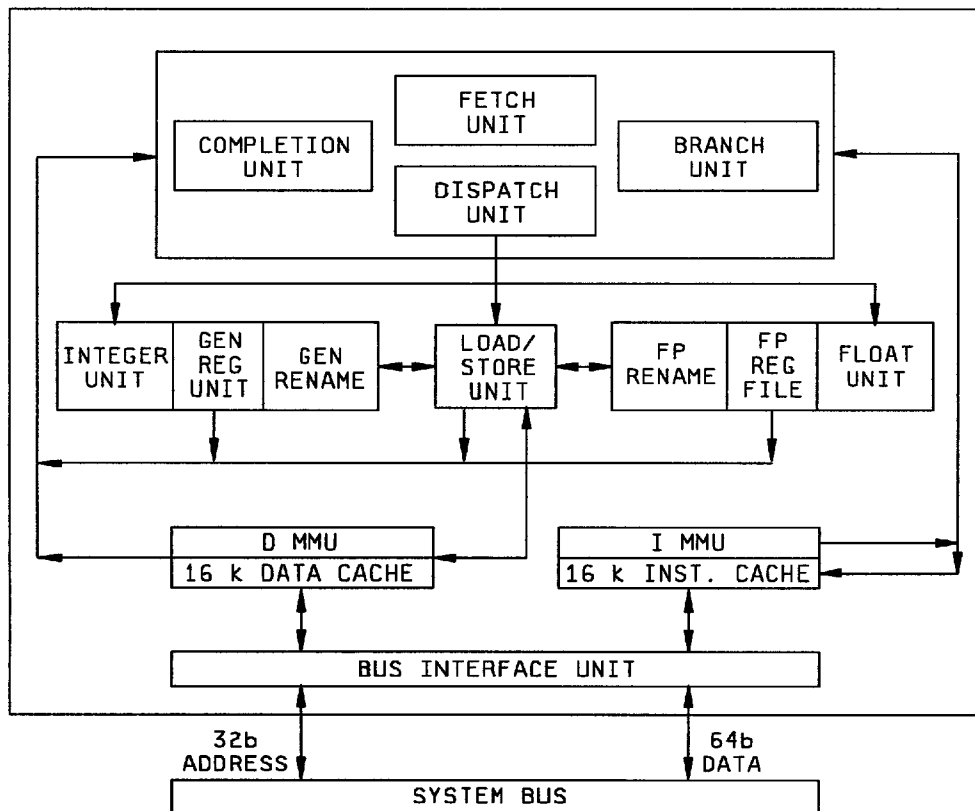 FETCH
UNIT
COMPLETION
UNIT
BRANCH
UNIT
DISPATCH
UNIT
INTEGER
UNIT
GEN
REG
UNIT
GEN
RENAME
LOAD/
STORE
UNIT
FP
RENAME
FP
REG
FILE
FLOAT
UNIT
D MMU
16 k DATA CACHE
I MMU
16 k INST. CACHE
BUS INTERFACE UNIT
32b
ADDRESS
64b
DATA
SYSTEM BUS